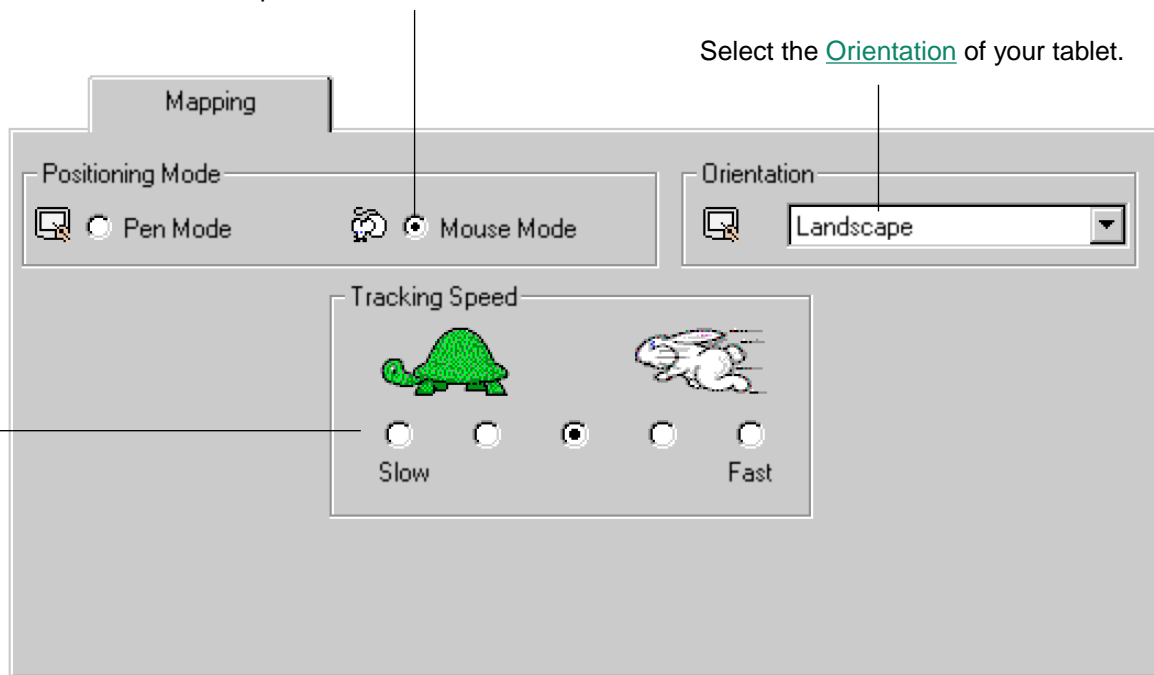 Select the Orientation of your tablet.
Mapping
Positioning Mode
Pen Mode
Mouse Mode
Orientation
Landscape
Tracking Speed
Slow
Fast